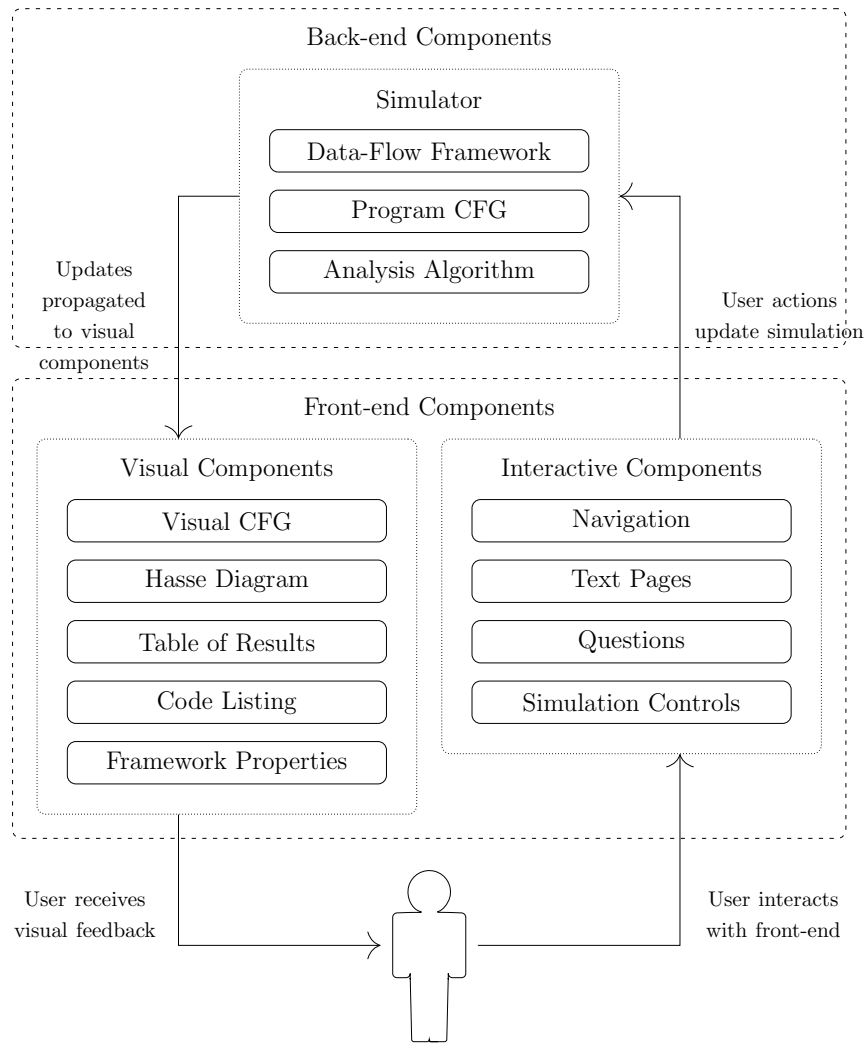 Back-end Components
Simulator
Data-Flow Framework
Program CFG
Analysis Algorithm
Updates
propagated
to visual
components
User actions
update simulation
Front-end Components
Visual Components
Visual CFG
Hasse Diagram
Table of Results
Code Listing
Framework Properties
Interactive Components
Navigation
Text Pages
Questions
Simulation Controls
User receives
visual feedback
User interacts
with front-end